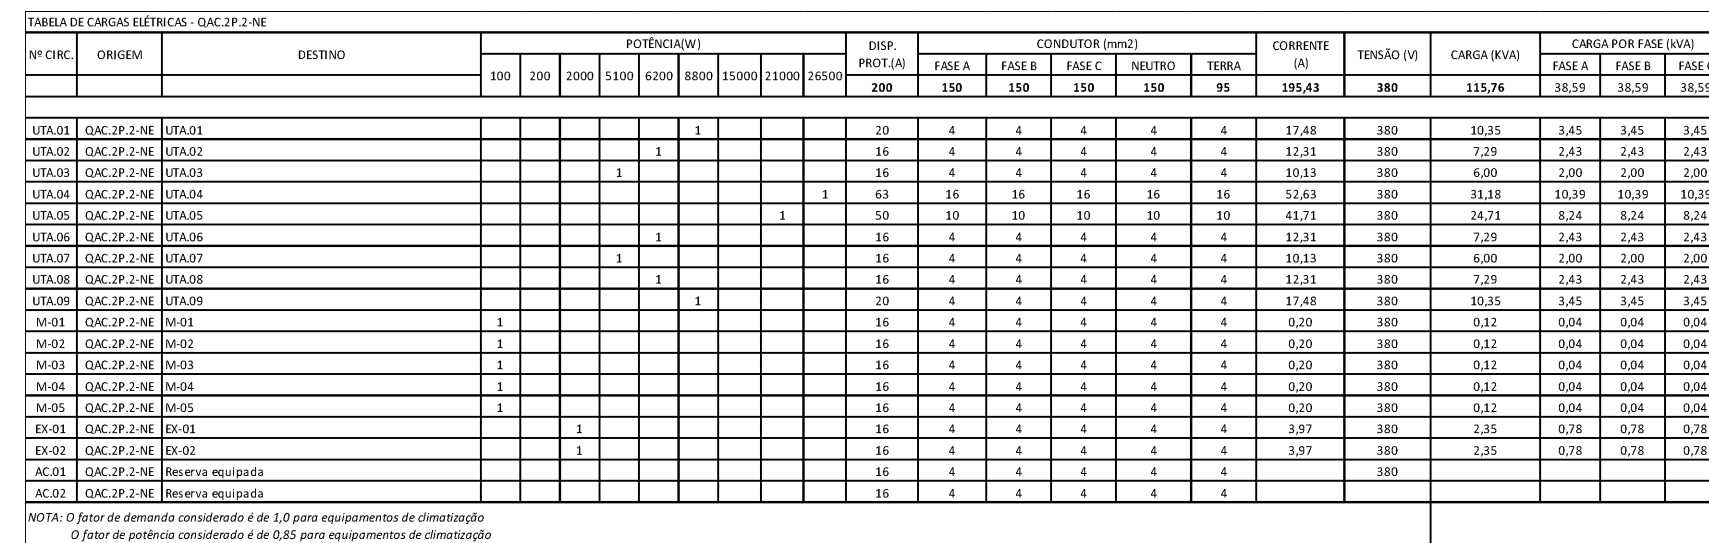 TABELA DE CARGAS ELÉTRICAS - QAC.2P.2-NE
Nº CIRC. ORIGEM DESTINO POTÊNCIA(W) DISP. PROT.(A) CONDUTOR (mm2) CORRENTE (A) TENSÃO (V) CARGA (KVA) CARGA POR FASE (kVA)
100 200 2000 5100 6200 8800 15000 21000 26500 FASE A FASE B FASE C NEUTRO TERRA FASE A FASE B FASE
200 150 150 150 150 95 195,43 380 115,76 38,59 38,59 38,59
UTA.01 QAC.2P.2-NE UTA.01 1 20 4 4 4 4 4 17,48 380 10,35 3,45 3,45 3,45
UTA.02 QAC.2P.2-NE UTA.02 1 16 4 4 4 4 4 12,31 380 7,29 2,43 2,43 2,43
UTA.03 QAC.2P.2-NE UTA.03 1 16 4 4 4 4 4 10,13 380 6,00 2,00 2,00 2,00
UTA.04 QAC.2P.2-NE UTA.04 1 63 16 16 16 16 16 52,63 380 31,18 10,39 10,39 10,39
UTA.05 QAC.2P.2-NE UTA.05 1 50 10 10 10 10 10 41,71 380 24,71 8,24 8,24 8,24
UTA.06 QAC.2P.2-NE UTA.06 1 16 4 4 4 4 4 12,31 380 7,29 2,43 2,43 2,43
UTA.07 QAC.2P.2-NE UTA.07 1 16 4 4 4 4 4 10,13 380 6,00 2,00 2,00 2,00
UTA.08 QAC.2P.2-NE UTA.08 1 16 4 4 4 4 4 12,31 380 7,29 2,43 2,43 2,43
UTA.09 QAC.2P.2-NE UTA.09 1 20 4 4 4 4 4 17,48 380 10,35 3,45 3,45 3,45
M-01 QAC.2P.2-NE M-01 1 16 4 4 4 4 4 0,20 380 0,12 0,04 0,04 0,04
M-02 QAC.2P.2-NE M-02 1 16 4 4 4 4 4 0,20 380 0,12 0,04 0,04 0,04
M-03 QAC.2P.2-NE M-03 1 16 4 4 4 4 4 0,20 380 0,12 0,04 0,04 0,04
M-04 QAC.2P.2-NE M-04 1 16 4 4 4 4 4 0,20 380 0,12 0,04 0,04 0,04
M-05 QAC.2P.2-NE M-05 1 16 4 4 4 4 4 0,20 380 0,12 0,04 0,04 0,04
EX-01 QAC.2P.2-NE EX-01 1 16 4 4 4 4 4 3,97 380 2,35 0,78 0,78 0,78
EX-02 QAC.2P.2-NE EX-02 1 16 4 4 4 4 4 3,97 380 2,35 0,78 0,78 0,78
AC.01 QAC.2P.2-NE Reserva equipada 16 4 4 4 4 4 380
AC.02 QAC.2P.2-NE Reserva equipada 16 4 4 4 4 4
NOTA: O fator de demanda considerado é de 1,0 para equipamentos de climatização
O fator de potência considerado é de 0,85 para equipamentos de climatização